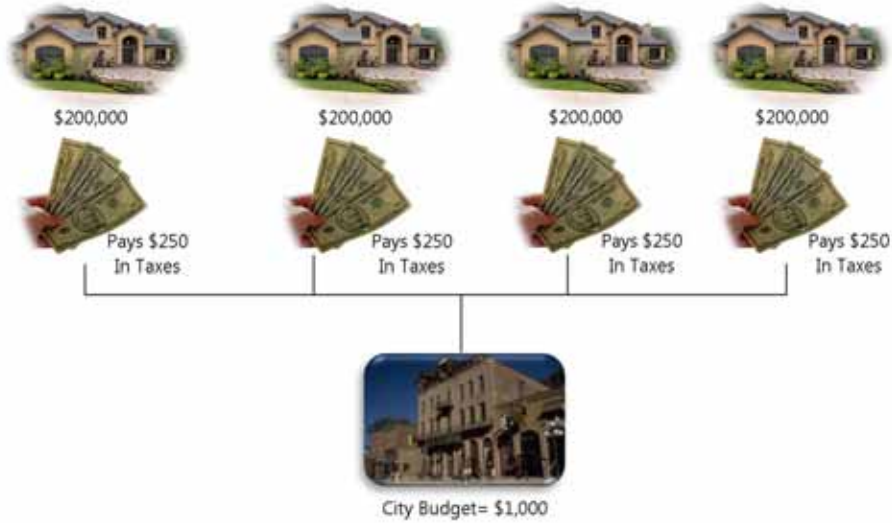 $200,000
$200,000
$200,000
$200,000
Pays $250
In Taxes
Pays $250
In Taxes
Pays $250
In Taxes
Pays $250
In Taxes
City Budget= $1,000